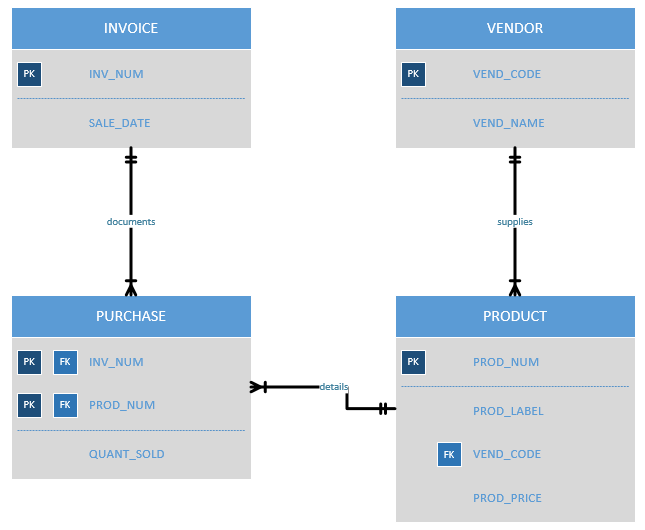 INVOICE
PK INV_NUM
SALE_DATE
VENDOR
PK VEND_CODE
VEND_NAME
documents
supplies
PURCHASE
PK FK INV_NUM
PK FK PROD_NUM
QUANT_SOLD
details
PRODUCT
PK PROD_NUM
PROD_LABEL
FK VEND_CODE
PROD_PRICE